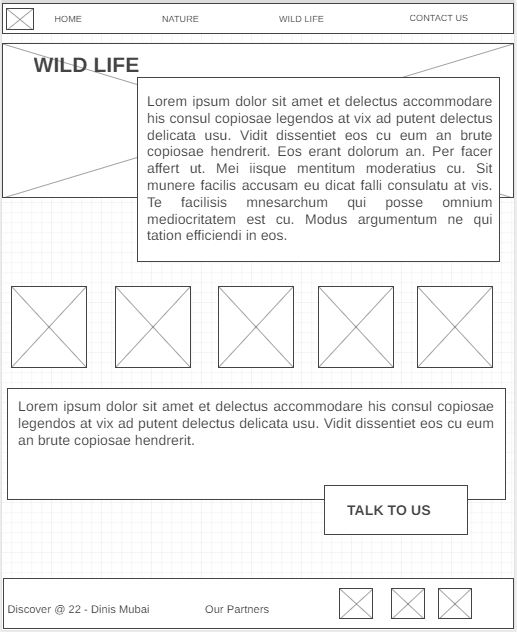 HOME NATURE WILD LIFE CONTACT US
WILD LIFE
Lorem ipsum dolor sit amet et delectus accommodare
his consul copiosae legendos at vix ad putent delectus
delicata usu. Vidit dissentiet eos cu eum an brute
copiosae hendrerit. Eos erant dolorum an. Per facer
affert ut. Mei iisque mentitum moderatius cu. Sit
munere facilis accusam eu dicat falli consulatu at vis.
Te facilisis mnesarchum qui posse omnium
mediocritatem est cu. Modus argumentum ne qui
tation efficiendi in eos.
Lorem ipsum dolor sit amet et delectus accommodare his consul copiosae
legendos at vix ad putent delectus delicata usu. Vidit dissentiet eos cu eum
an brute copiosae hendrerit.
TALK TO US
Discover @ 22 - Dinis Mubai Our Partners